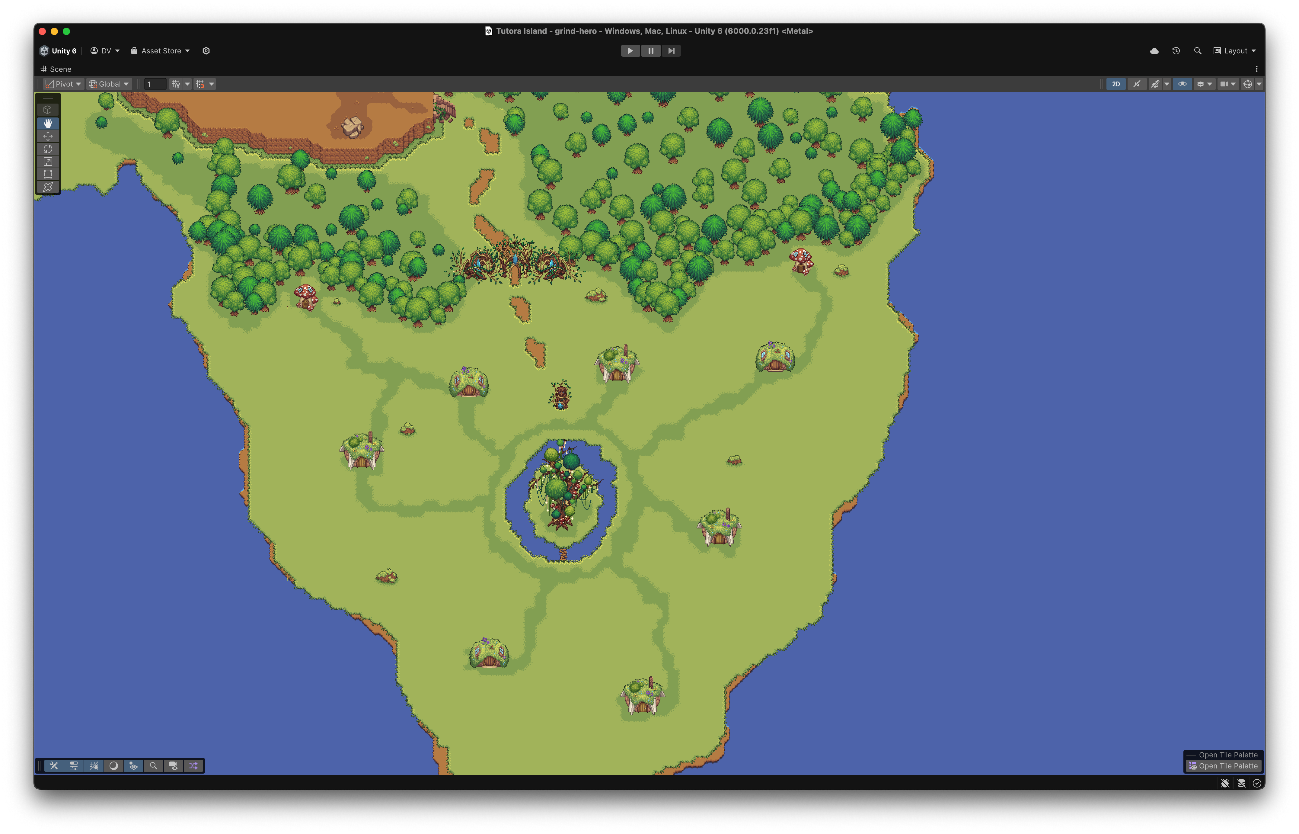 Tutora Island - grind-hero - Windows, Mac, Linux - Unity 6 (6000.0.23f1) <Metal>
Unity 6 DV Asset Store Layout
Scene
Pivot Global 1 2D
Open Tile Palette
Open Tile Palette